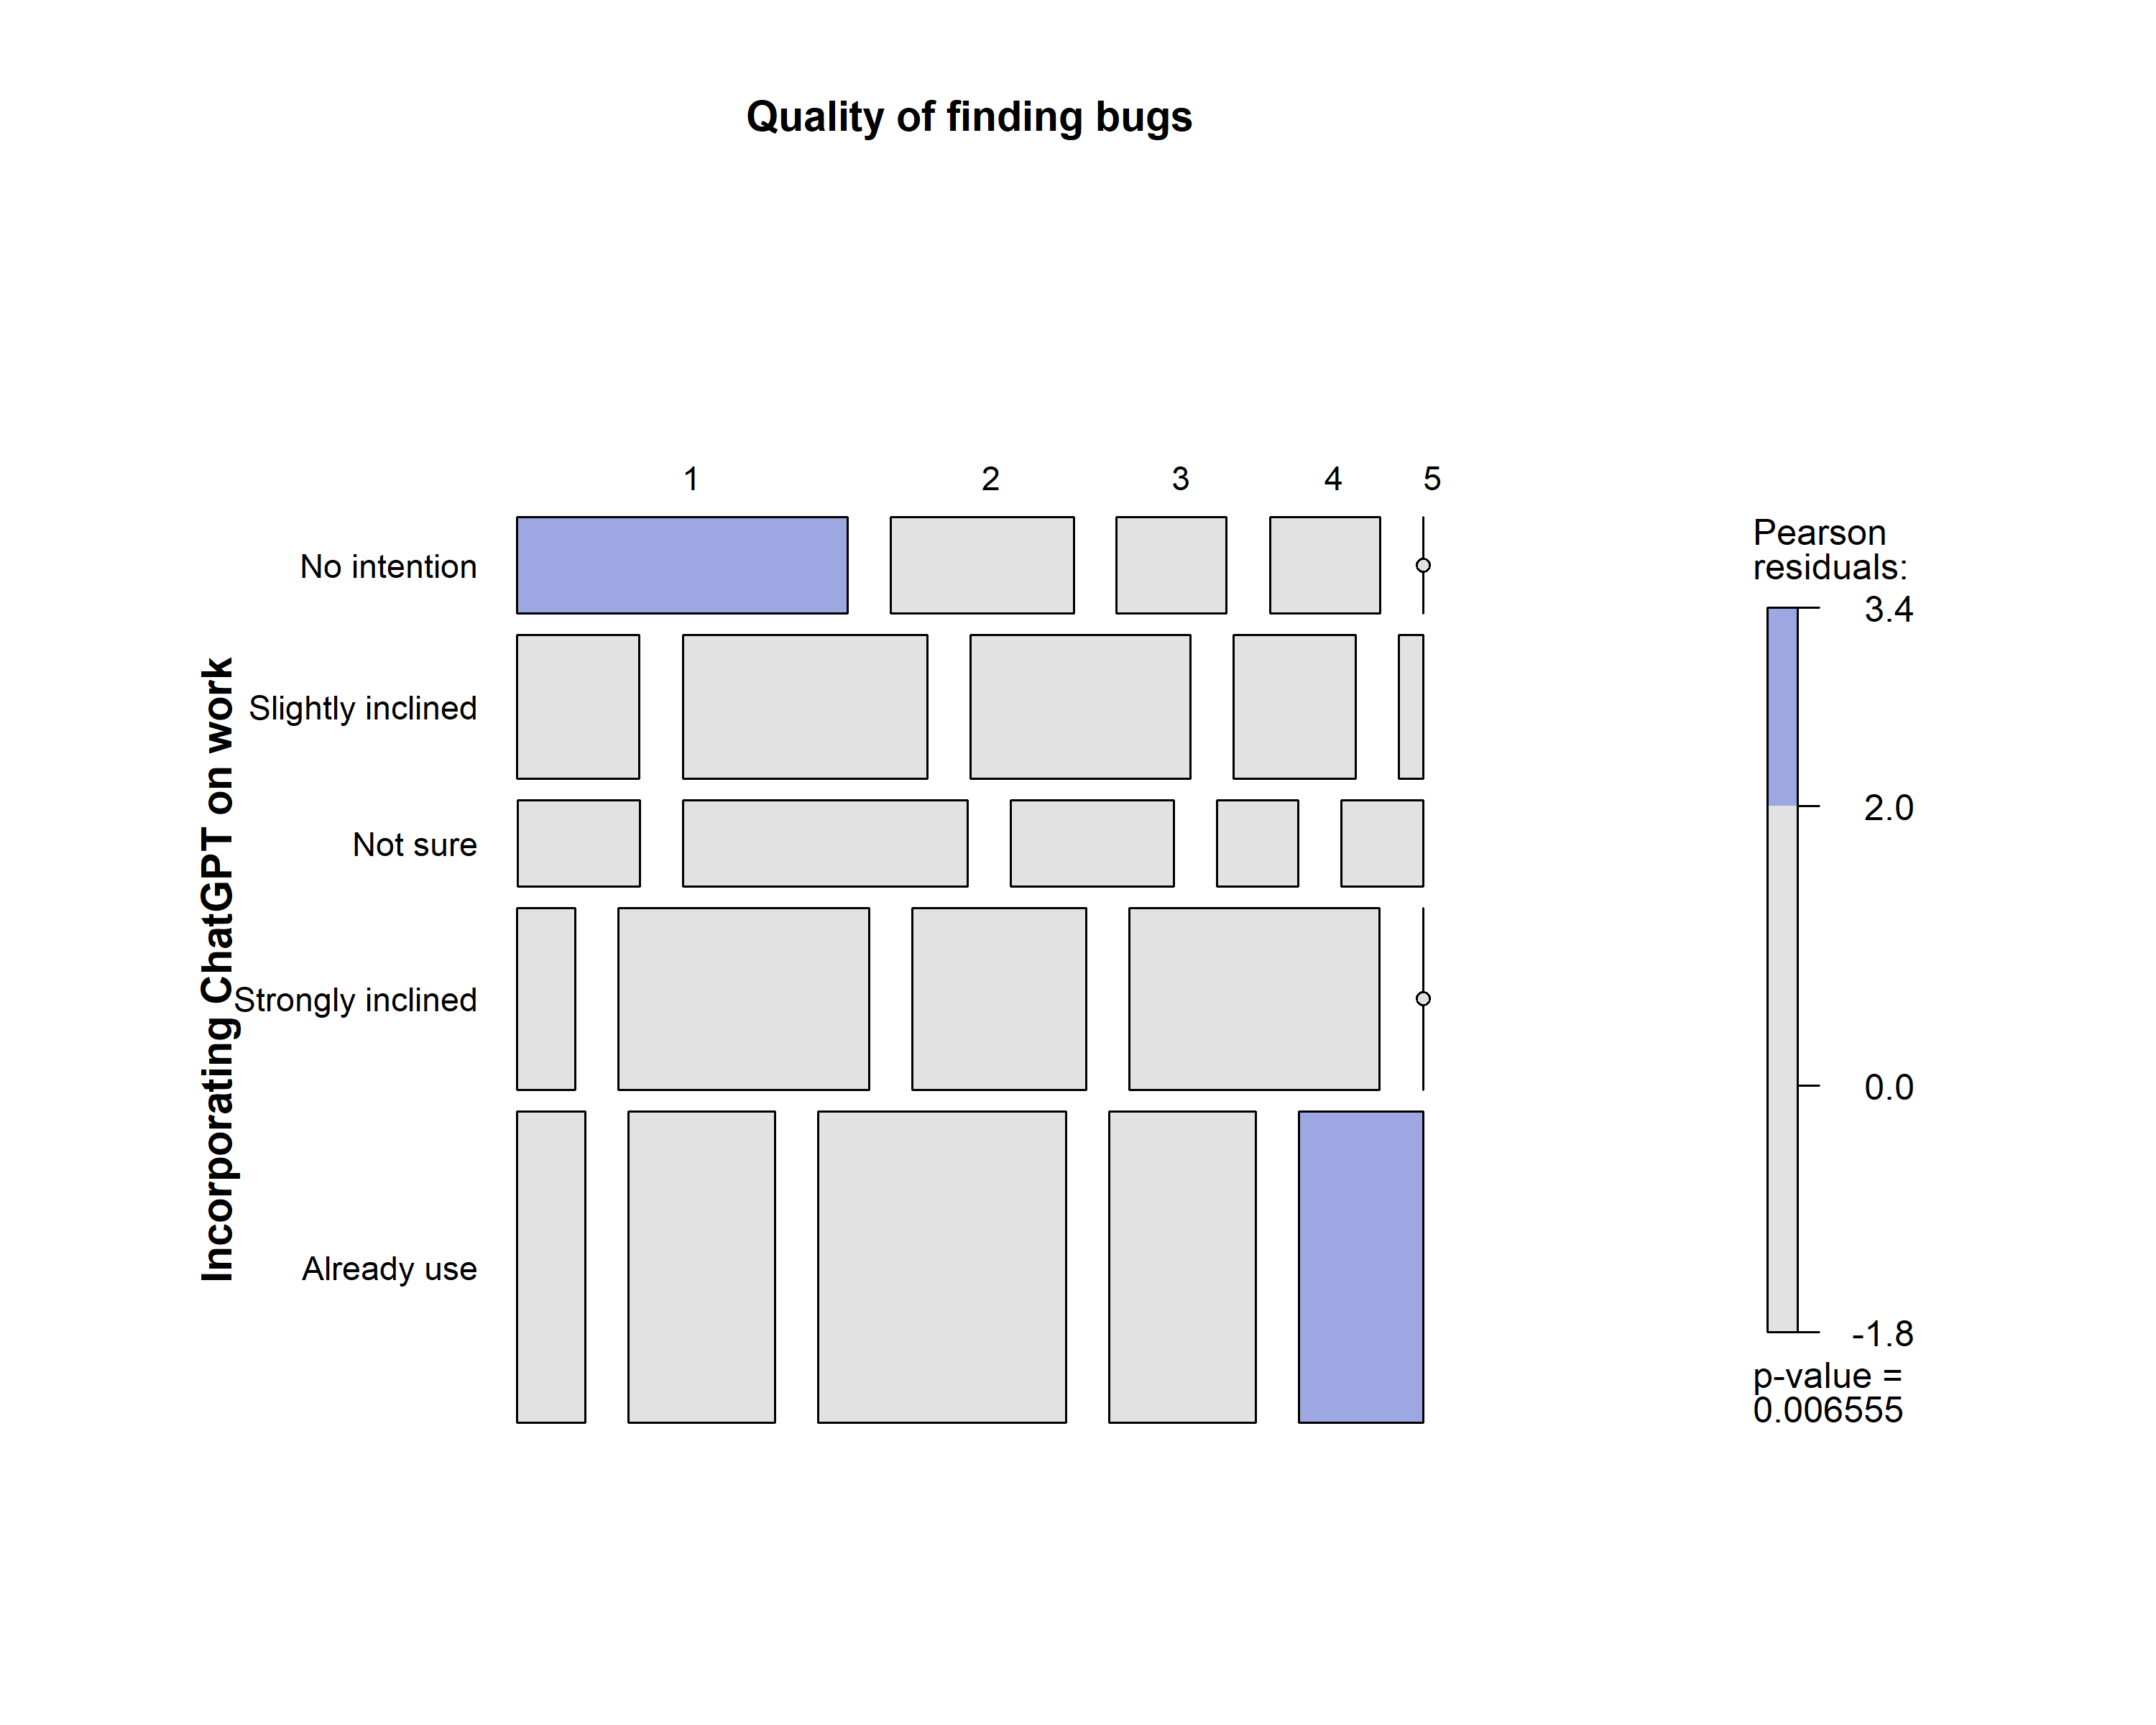 Quality of finding bugs
1 2 3 4 5
Incorporating ChatGPT on work
No intention
Slightly inclined
Not sure
Strongly inclined
Already use
Pearson
residuals:
3.4
2.0
0.0
-1.8
p-value =
0.006555